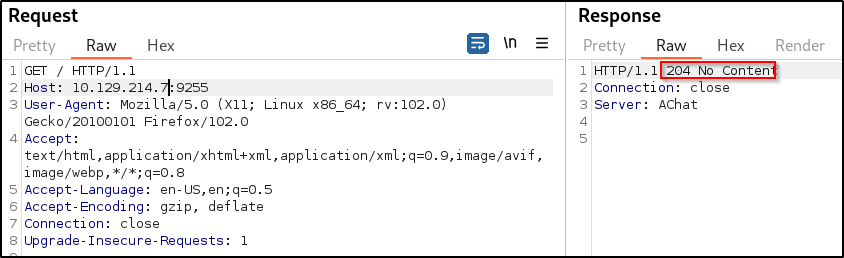 Request
Pretty Raw Hex
\n
1 GET / HTTP/1.1
2 Host: 10.129.214.7:9255
3 User-Agent: Mozilla/5.0 (X11; Linux x86_64; rv:102.0)
Gecko/20100101 Firefox/102.0
4 Accept:
text/html,application/xhtml+xml,application/xml;q=0.9,image/avif,
image/webp,*/*;q=0.8
5 Accept-Language: en-US,en;q=0.5
6 Accept-Encoding: gzip, deflate
7 Connection: close
8 Upgrade-Insecure-Requests: 1
Response
Pretty Raw Hex Render
1 HTTP/1.1 204 No Content
2 Connection: close
3 Server: AChat
4
5